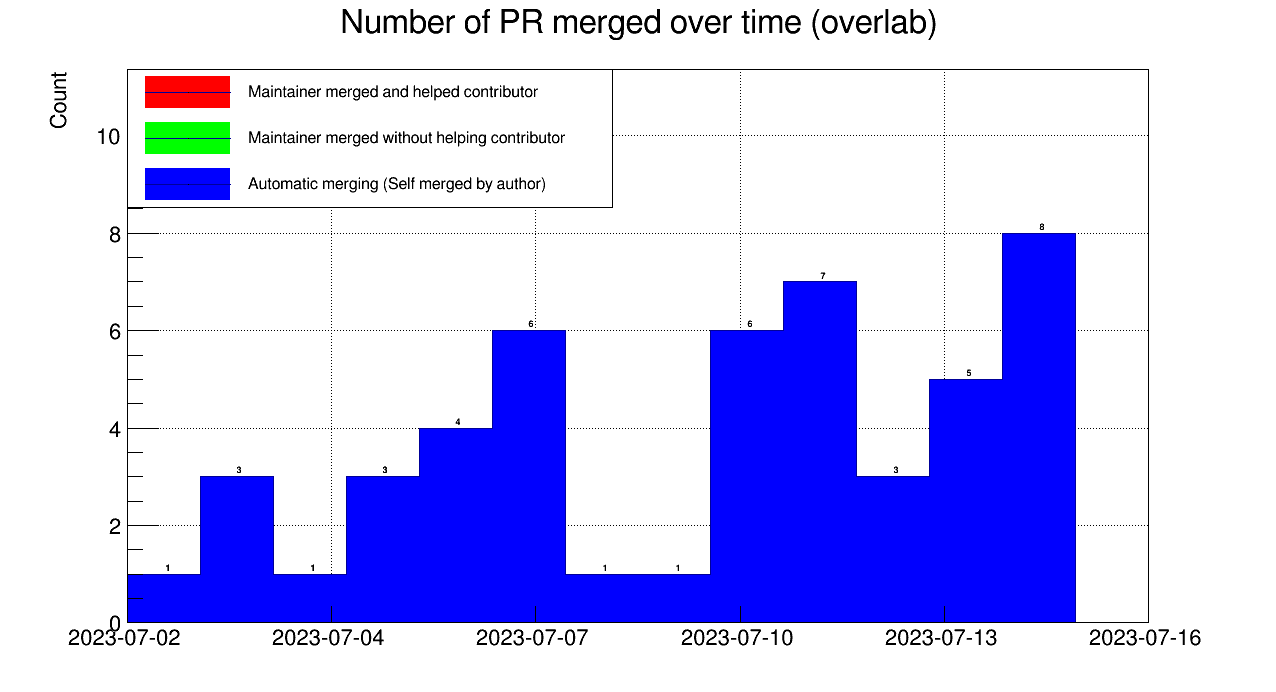 Number of PR merged over time (overlab)
Count
Maintainer merged and helped contributor
Maintainer merged without helping contributor
Automatic merging (Self merged by author)
10
8
6
4
2
0
1 3 1 3 4 6 1 1 6 7 3 5 8
2023-07-02 2023-07-04 2023-07-07 2023-07-10 2023-07-13 2023-07-16